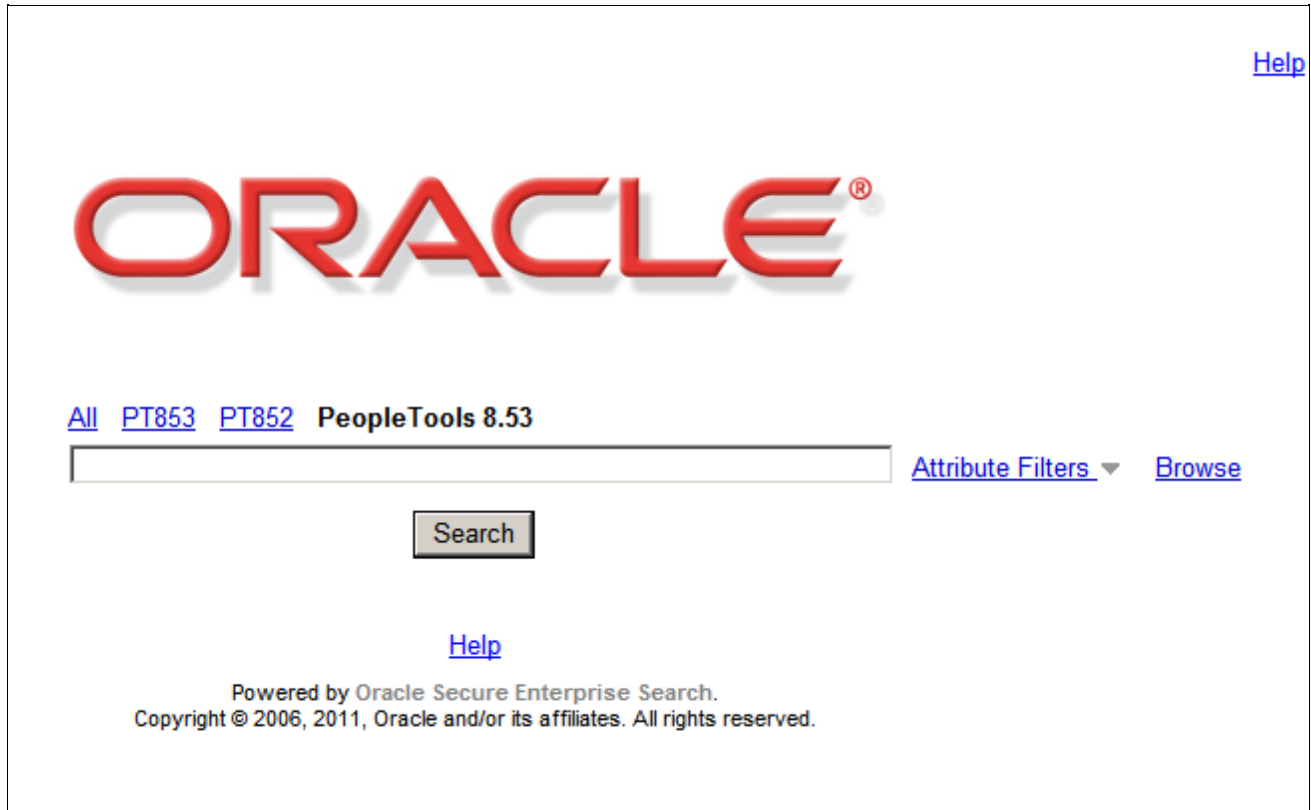 Help
ORACLE®
All PT853 PT852 PeopleTools 8.53
Attribute Filters Browse
Search
Help
Powered by Oracle Secure Enterprise Search.
Copyright © 2006, 2011, Oracle and/or its affiliates. All rights reserved.